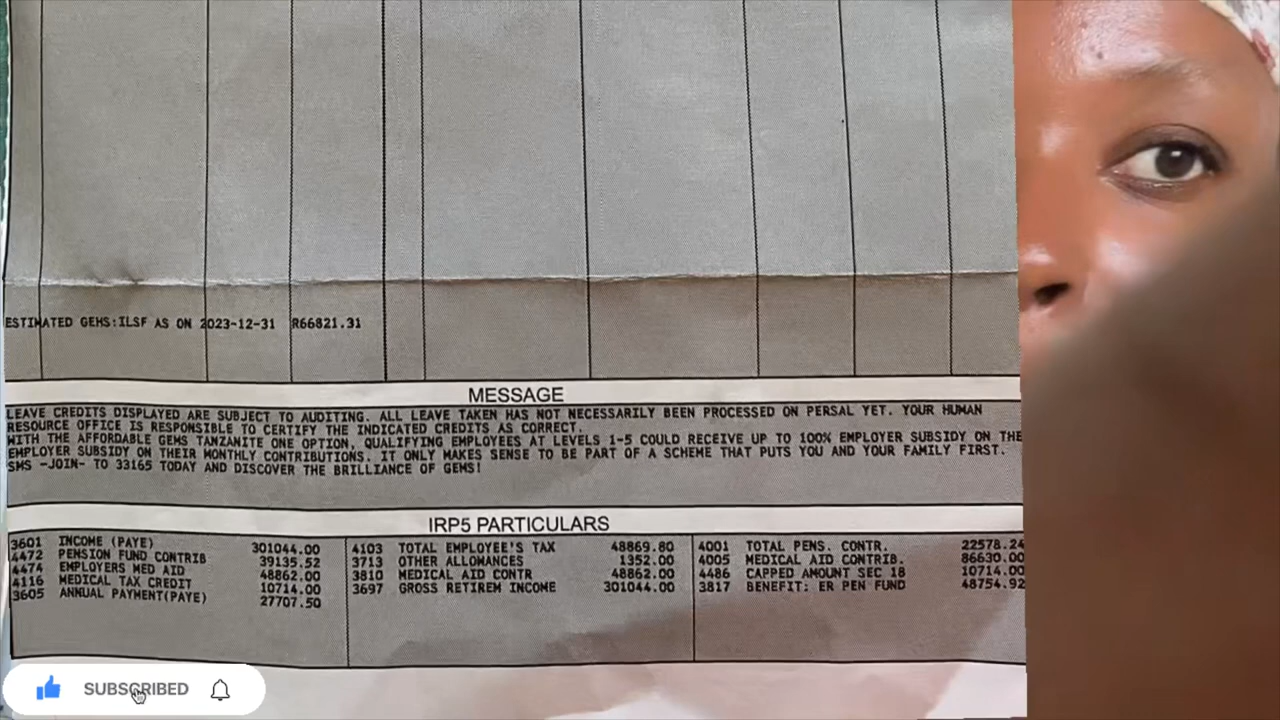 ESTIMATED GEMS:ILSF AS ON 2023-12-31 R66821.31
MESSAGE
LEAVE CREDITS DISPLAYED ARE SUBJECT TO AUDITING. ALL LEAVE TAKEN HAS NOT NECESSARILY BEEN PROCESSED ON PERSAL YET. YOUR HUMAN
RESOURCE OFFICE IS RESPONSIBLE TO CERTIFY THE INDICATED CREDITS AS CORRECT.
WITH THE AFFORDABLE GEMS TANZANITE ONE OPTION, QUALIFYING EMPLOYEES AT LEVELS 1-5 COULD RECEIVE UP TO 100% EMPLOYER SUBSIDY ON THE
EMPLOYER SUBSIDY ON THEIR MONTHLY CONTRIBUTIONS. IT ONLY MAKES SENSE TO BE PART OF A SCHEME THAT PUTS YOU AND YOUR FAMILY FIRST.
SMS -JOIN- TO 33165 TODAY AND DISCOVER THE BRILLIANCE OF GEMS!
IRP5 PARTICULARS
3601 INCOME (PAYE) 301044.00 4103 TOTAL EMPLOYEE'S TAX 48869.80 4001 TOTAL PENS. CONTR. 22578.24
4472 PENSION FUND CONTRIB 39135.52 3713 OTHER ALLOWANCES 1352.00 4005 MEDICAL AID CONTRIB. 86630.00
4474 EMPLOYERS MED AID 48862.00 3810 MEDICAL AID CONTR 48862.00 4486 CAPPED AMOUNT SEC 18 10714.00
4116 MEDICAL TAX CREDIT 10714.00 3697 GROSS RETIREM INCOME 301044.00 3817 BENEFIT: ER PEN FUND 48754.92
3605 ANNUAL PAYMENT(PAYE) 27707.50
SUBSCRIBED